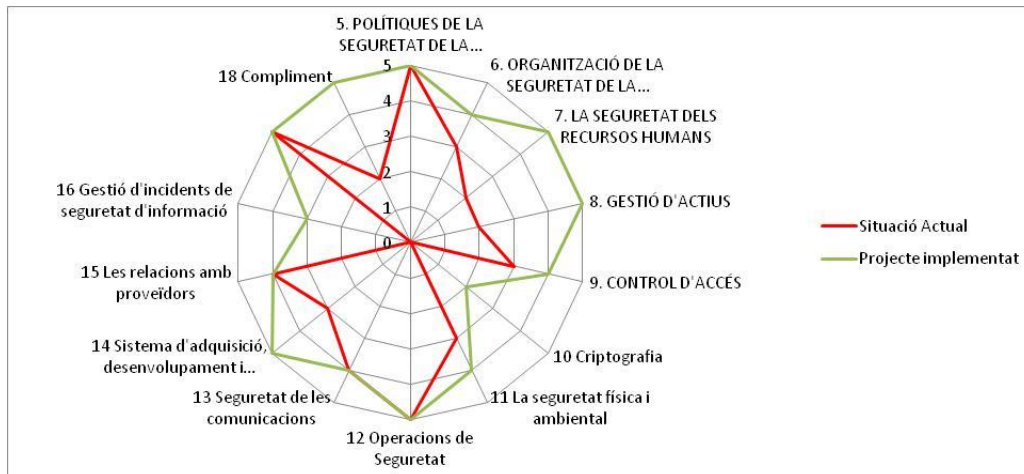 5. POLÍTIQUES DE LA
SEGURETAT DE LA...
6. ORGANITZACIÓ DE LA
SEGURETAT DE LA...
7. LA SEGURETAT DELS
RECURSOS HUMANS
8. GESTIÓ D'ACTIUS
9. CONTROL D'ACCÉS
10 Criptografia
11 La seguretat física i
ambiental
12 Operacions de
Seguretat
13 Seguretat de les
comunicacions
14 Sistema d'adquisició,
desenvolupament i...
15 Les relacions amb
proveïdors
16 Gestió d'incidents de
seguretat d'informació
18 Compliment
5
4
3
2
1
0
Situació Actual
Projecte implementat